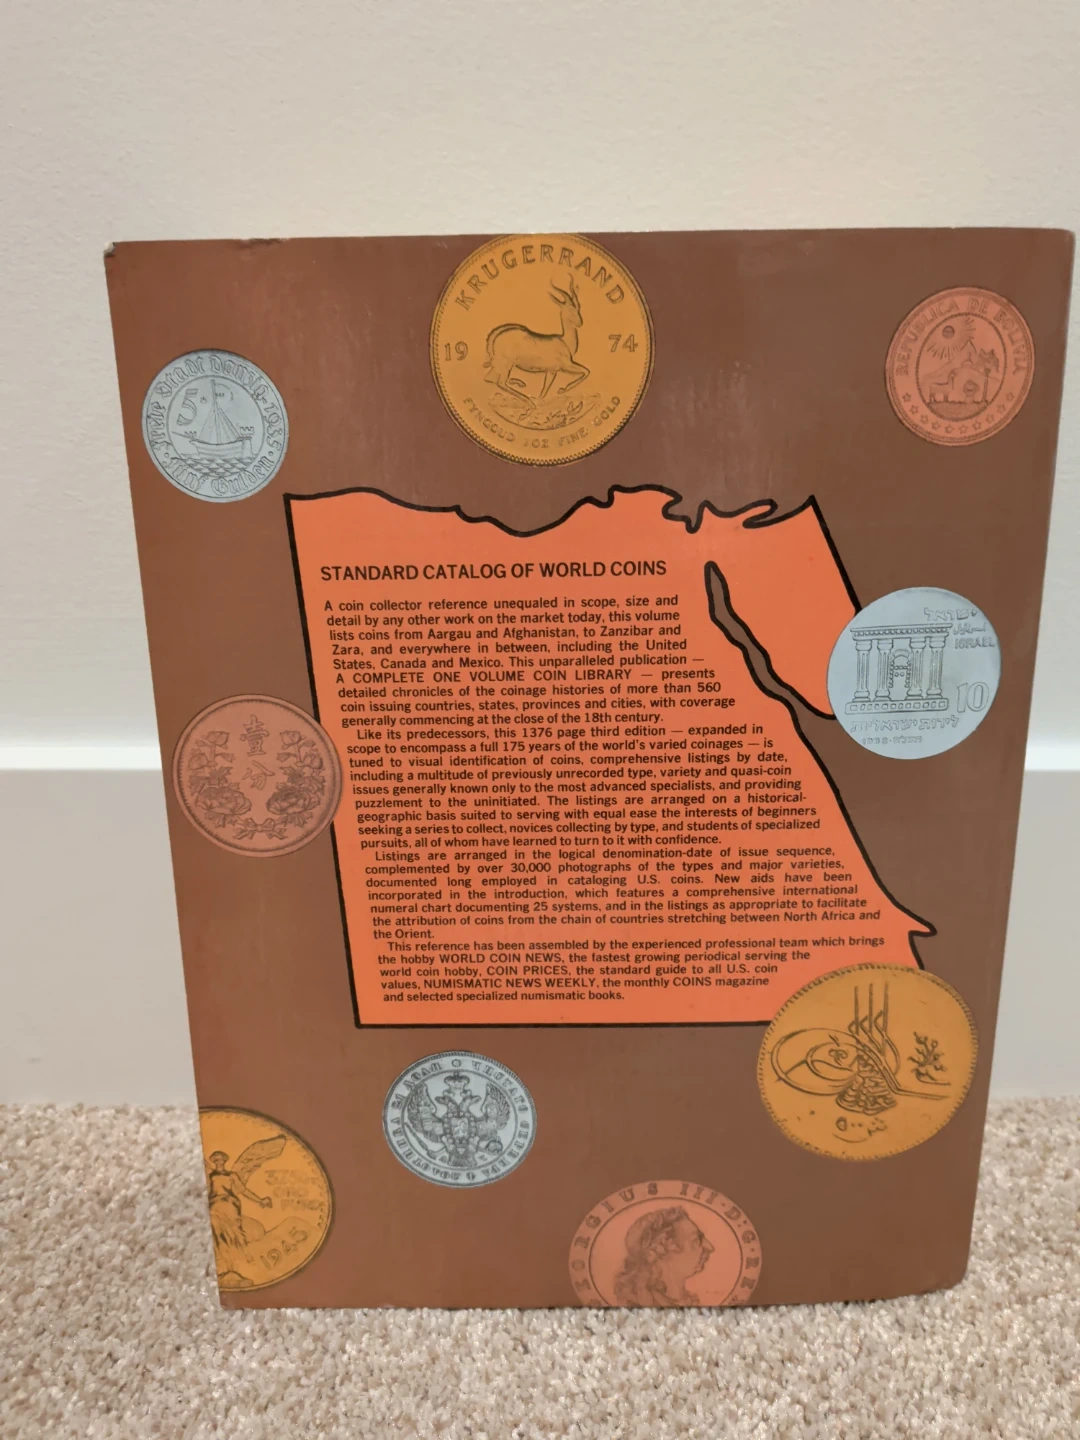 KRUGERRAND
19 74
FYNGOUD 1 OZ FINE GOLD
REPUBLICA DE BOLIVIA
Freie Stadt Danzig · 1935
5
Fünf Gulden
STANDARD CATALOG OF WORLD COINS
A coin collector reference unequaled in scope, size and
detail by any other work on the market today, this volume
lists coins from Aargau and Afghanistan, to Zanzibar and
Zara, and everywhere in between, including the United
States, Canada and Mexico. This unparalleled publication —
A COMPLETE ONE VOLUME COIN LIBRARY — presents
detailed chronicles of the coinage histories of more than 560
coin issuing countries, states, provinces and cities, with coverage
generally commencing at the close of the 18th century.
Like its predecessors, this 1376 page third edition — expanded in
scope to encompass a full 175 years of the world's varied coinages — is
tuned to visual identification of coins, comprehensive listings by date,
including a multitude of previously unrecorded type, variety and quasi-coin
issues generally known only to the most advanced specialists, and providing
puzzlement to the uninitiated. The listings are arranged on a historical-
geographic basis suited to serving with equal ease the interests of beginners
seeking a series to collect, novices collecting by type, and students of specialized
pursuits, all of whom have learned to turn to it with confidence.
Listings are arranged in the logical denomination-date of issue sequence,
complemented by over 30,000 photographs of the types and major varieties,
documented long employed in cataloging U.S. coins. New aids have been
incorporated in the introduction, which features a comprehensive international
numeral chart documenting 25 systems, and in the listings as appropriate to facilitate
the attribution of coins from the chain of countries stretching between North Africa and
the Orient.
This reference has been assembled by the experienced professional team which brings
the hobby WORLD COIN NEWS, the fastest growing periodical serving the
world coin hobby, COIN PRICES, the standard guide to all U.S. coin
values, NUMISMATIC NEWS WEEKLY, the monthly COINS magazine
and selected specialized numismatic books.
ישראל
اسرائيل
ISRAEL
10
לירות ישראליות
壹
分
1945
ORGIUS III·D·G·RE